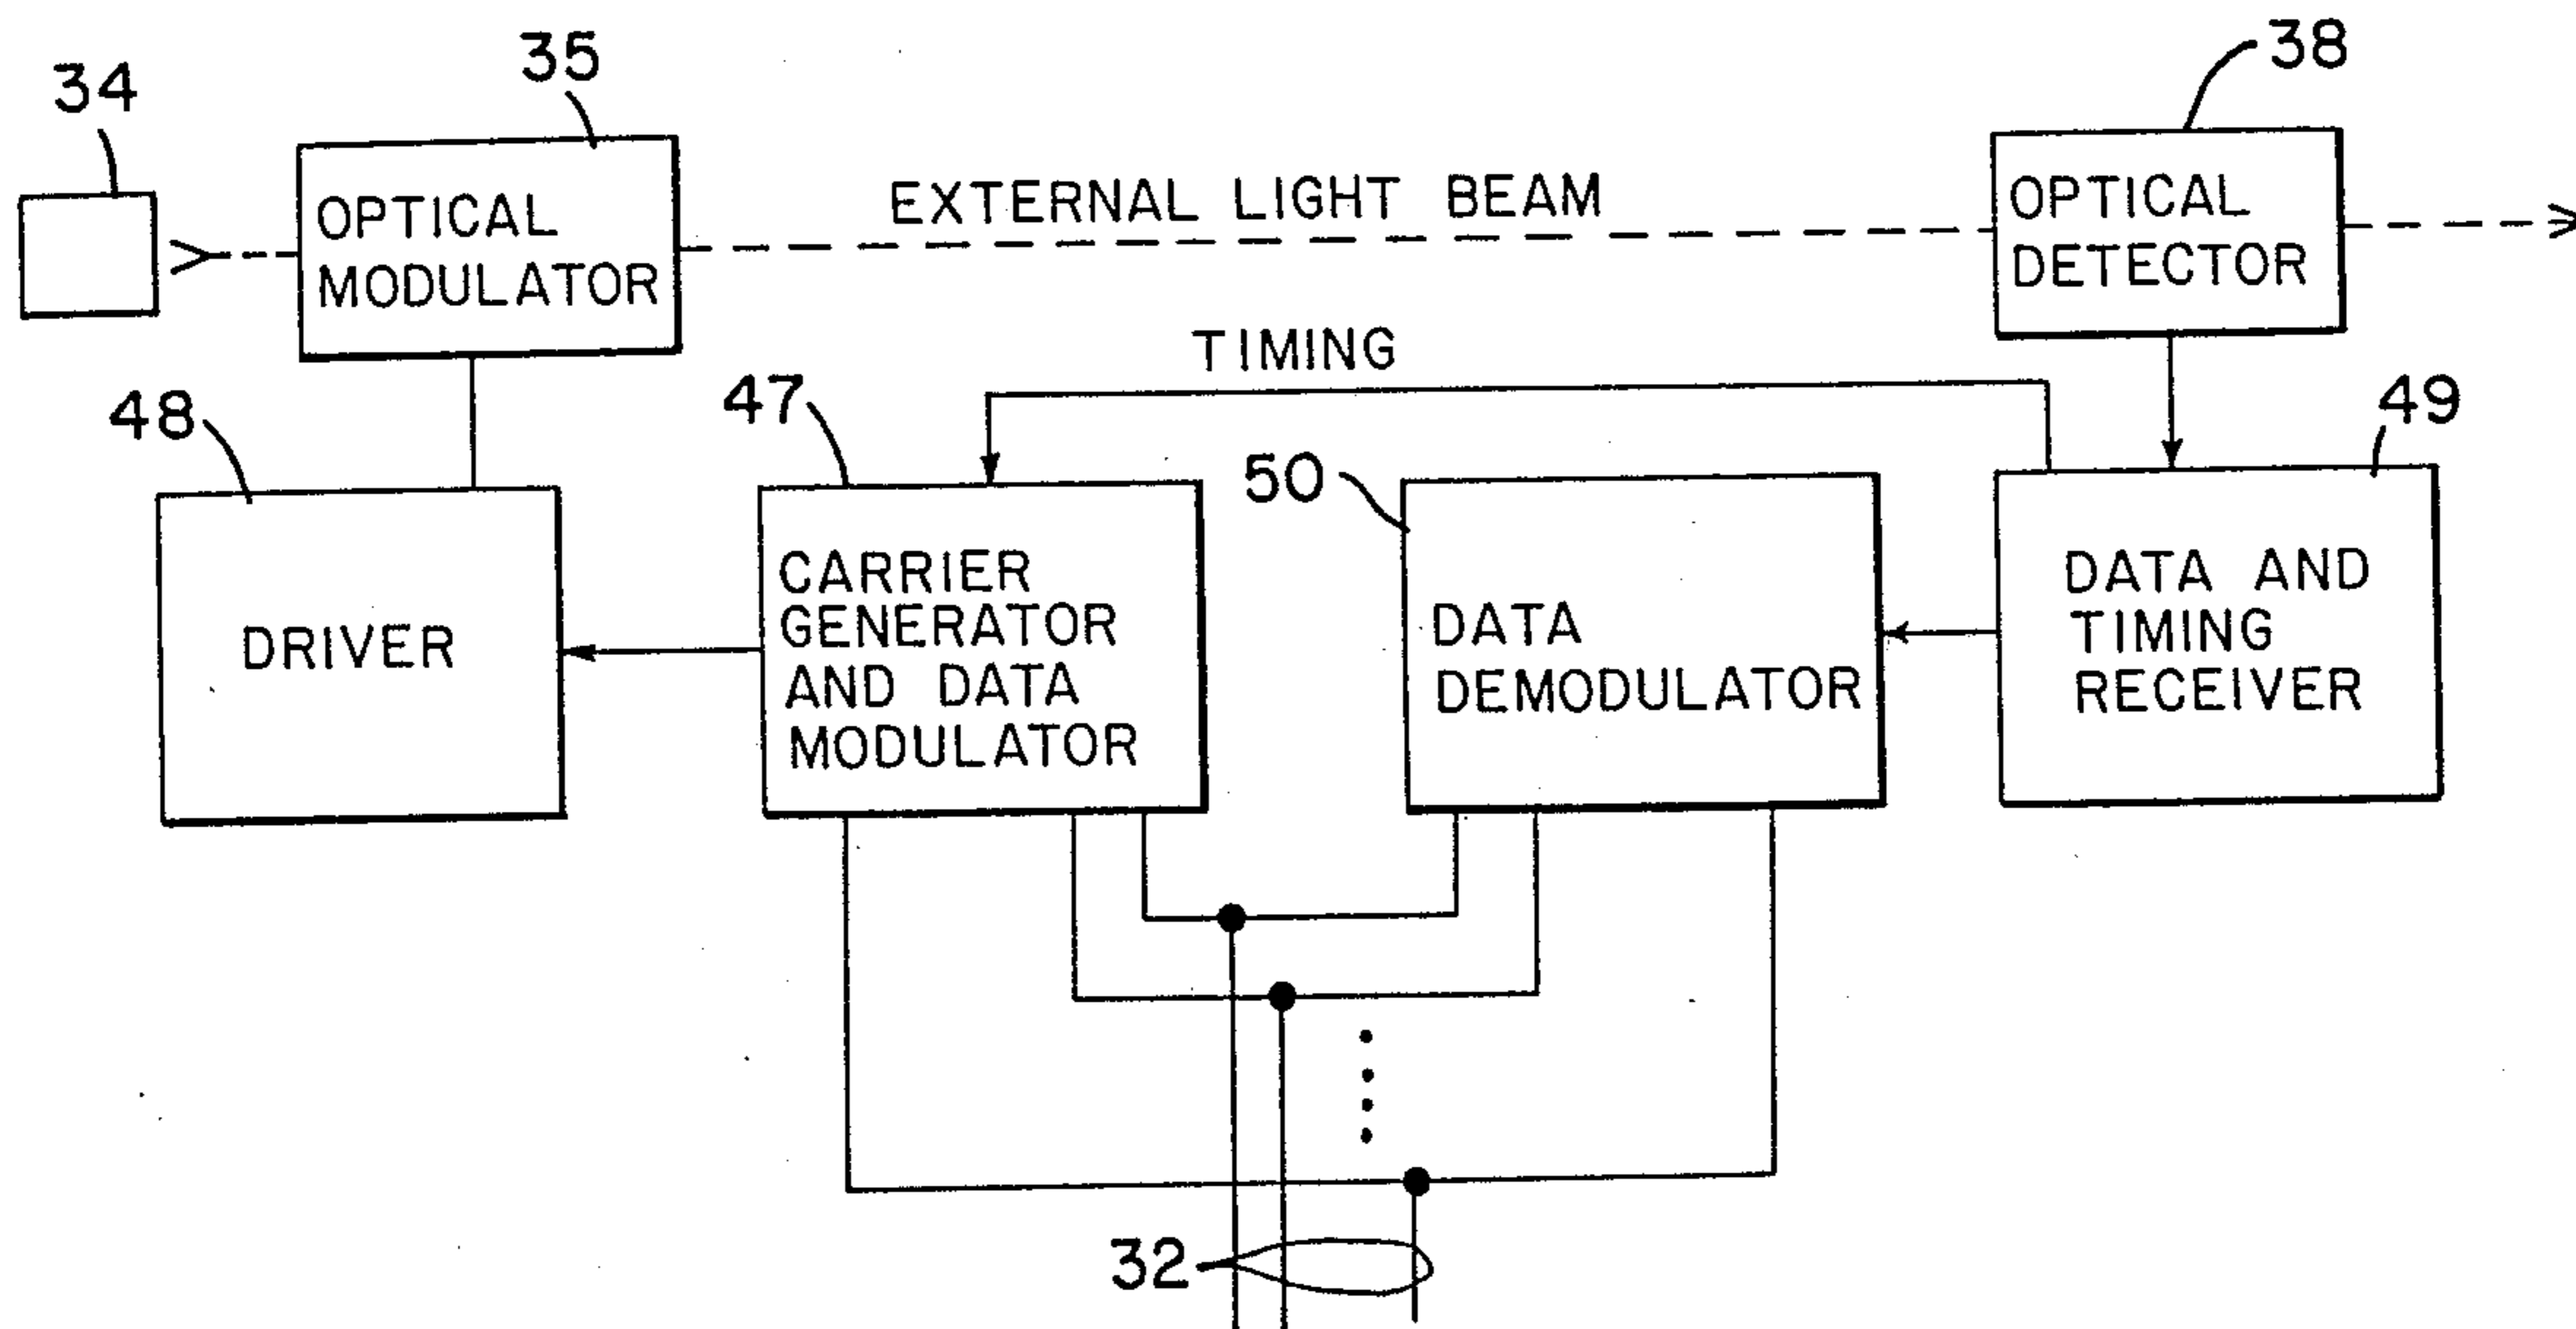 34
35
38
OPTICAL
MODULATOR
EXTERNAL LIGHT BEAM
OPTICAL
DETECTOR
TIMING
48
47
50
49
DRIVER
CARRIER
GENERATOR
AND DATA
MODULATOR
DATA
DEMODULATOR
DATA AND
TIMING
RECEIVER
32